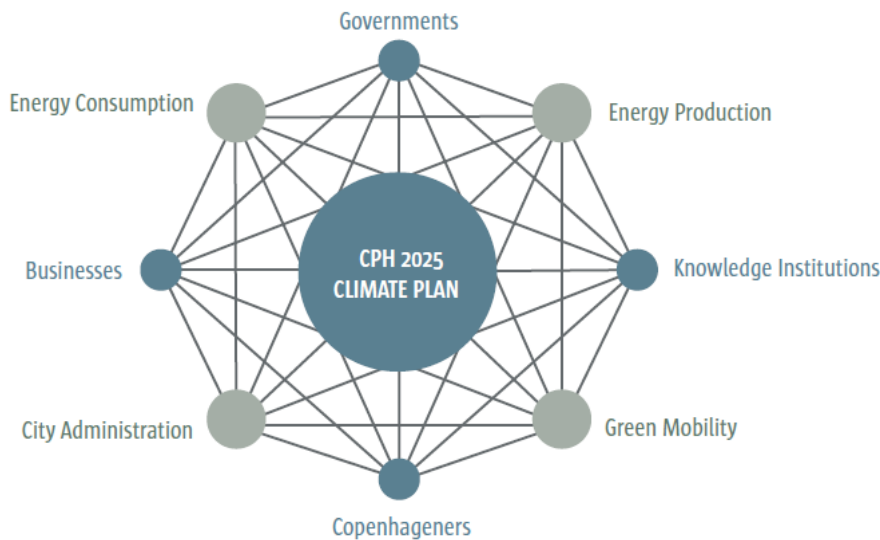 Governments
Energy Consumption
Energy Production
Businesses
CPH 2025
CLIMATE PLAN
Knowledge Institutions
City Administration
Green Mobility
Copenhageners